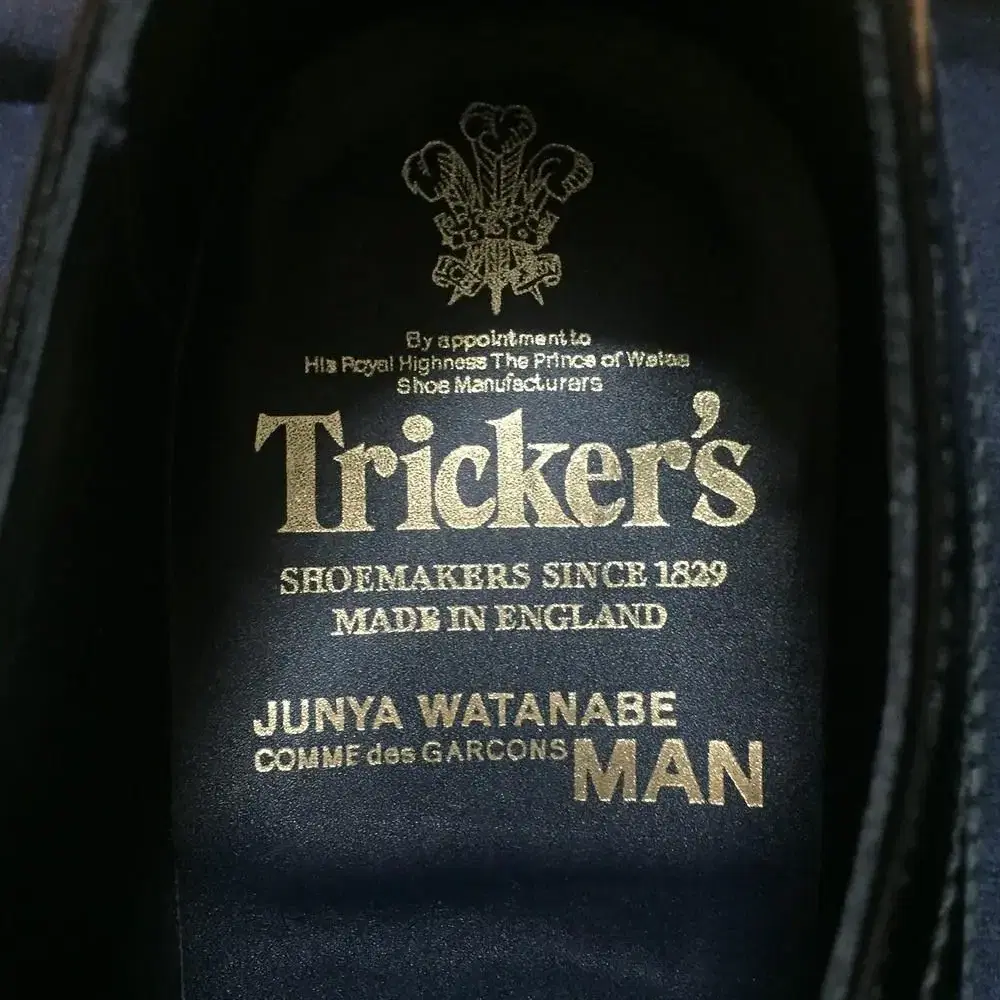 By appointment to
His Royal Highness The Prince of Wales
Shoe Manufacturers
Tricker's
SHOEMAKERS SINCE 1829
MADE IN ENGLAND
JUNYA WATANABE
COMME des GARCONS MAN